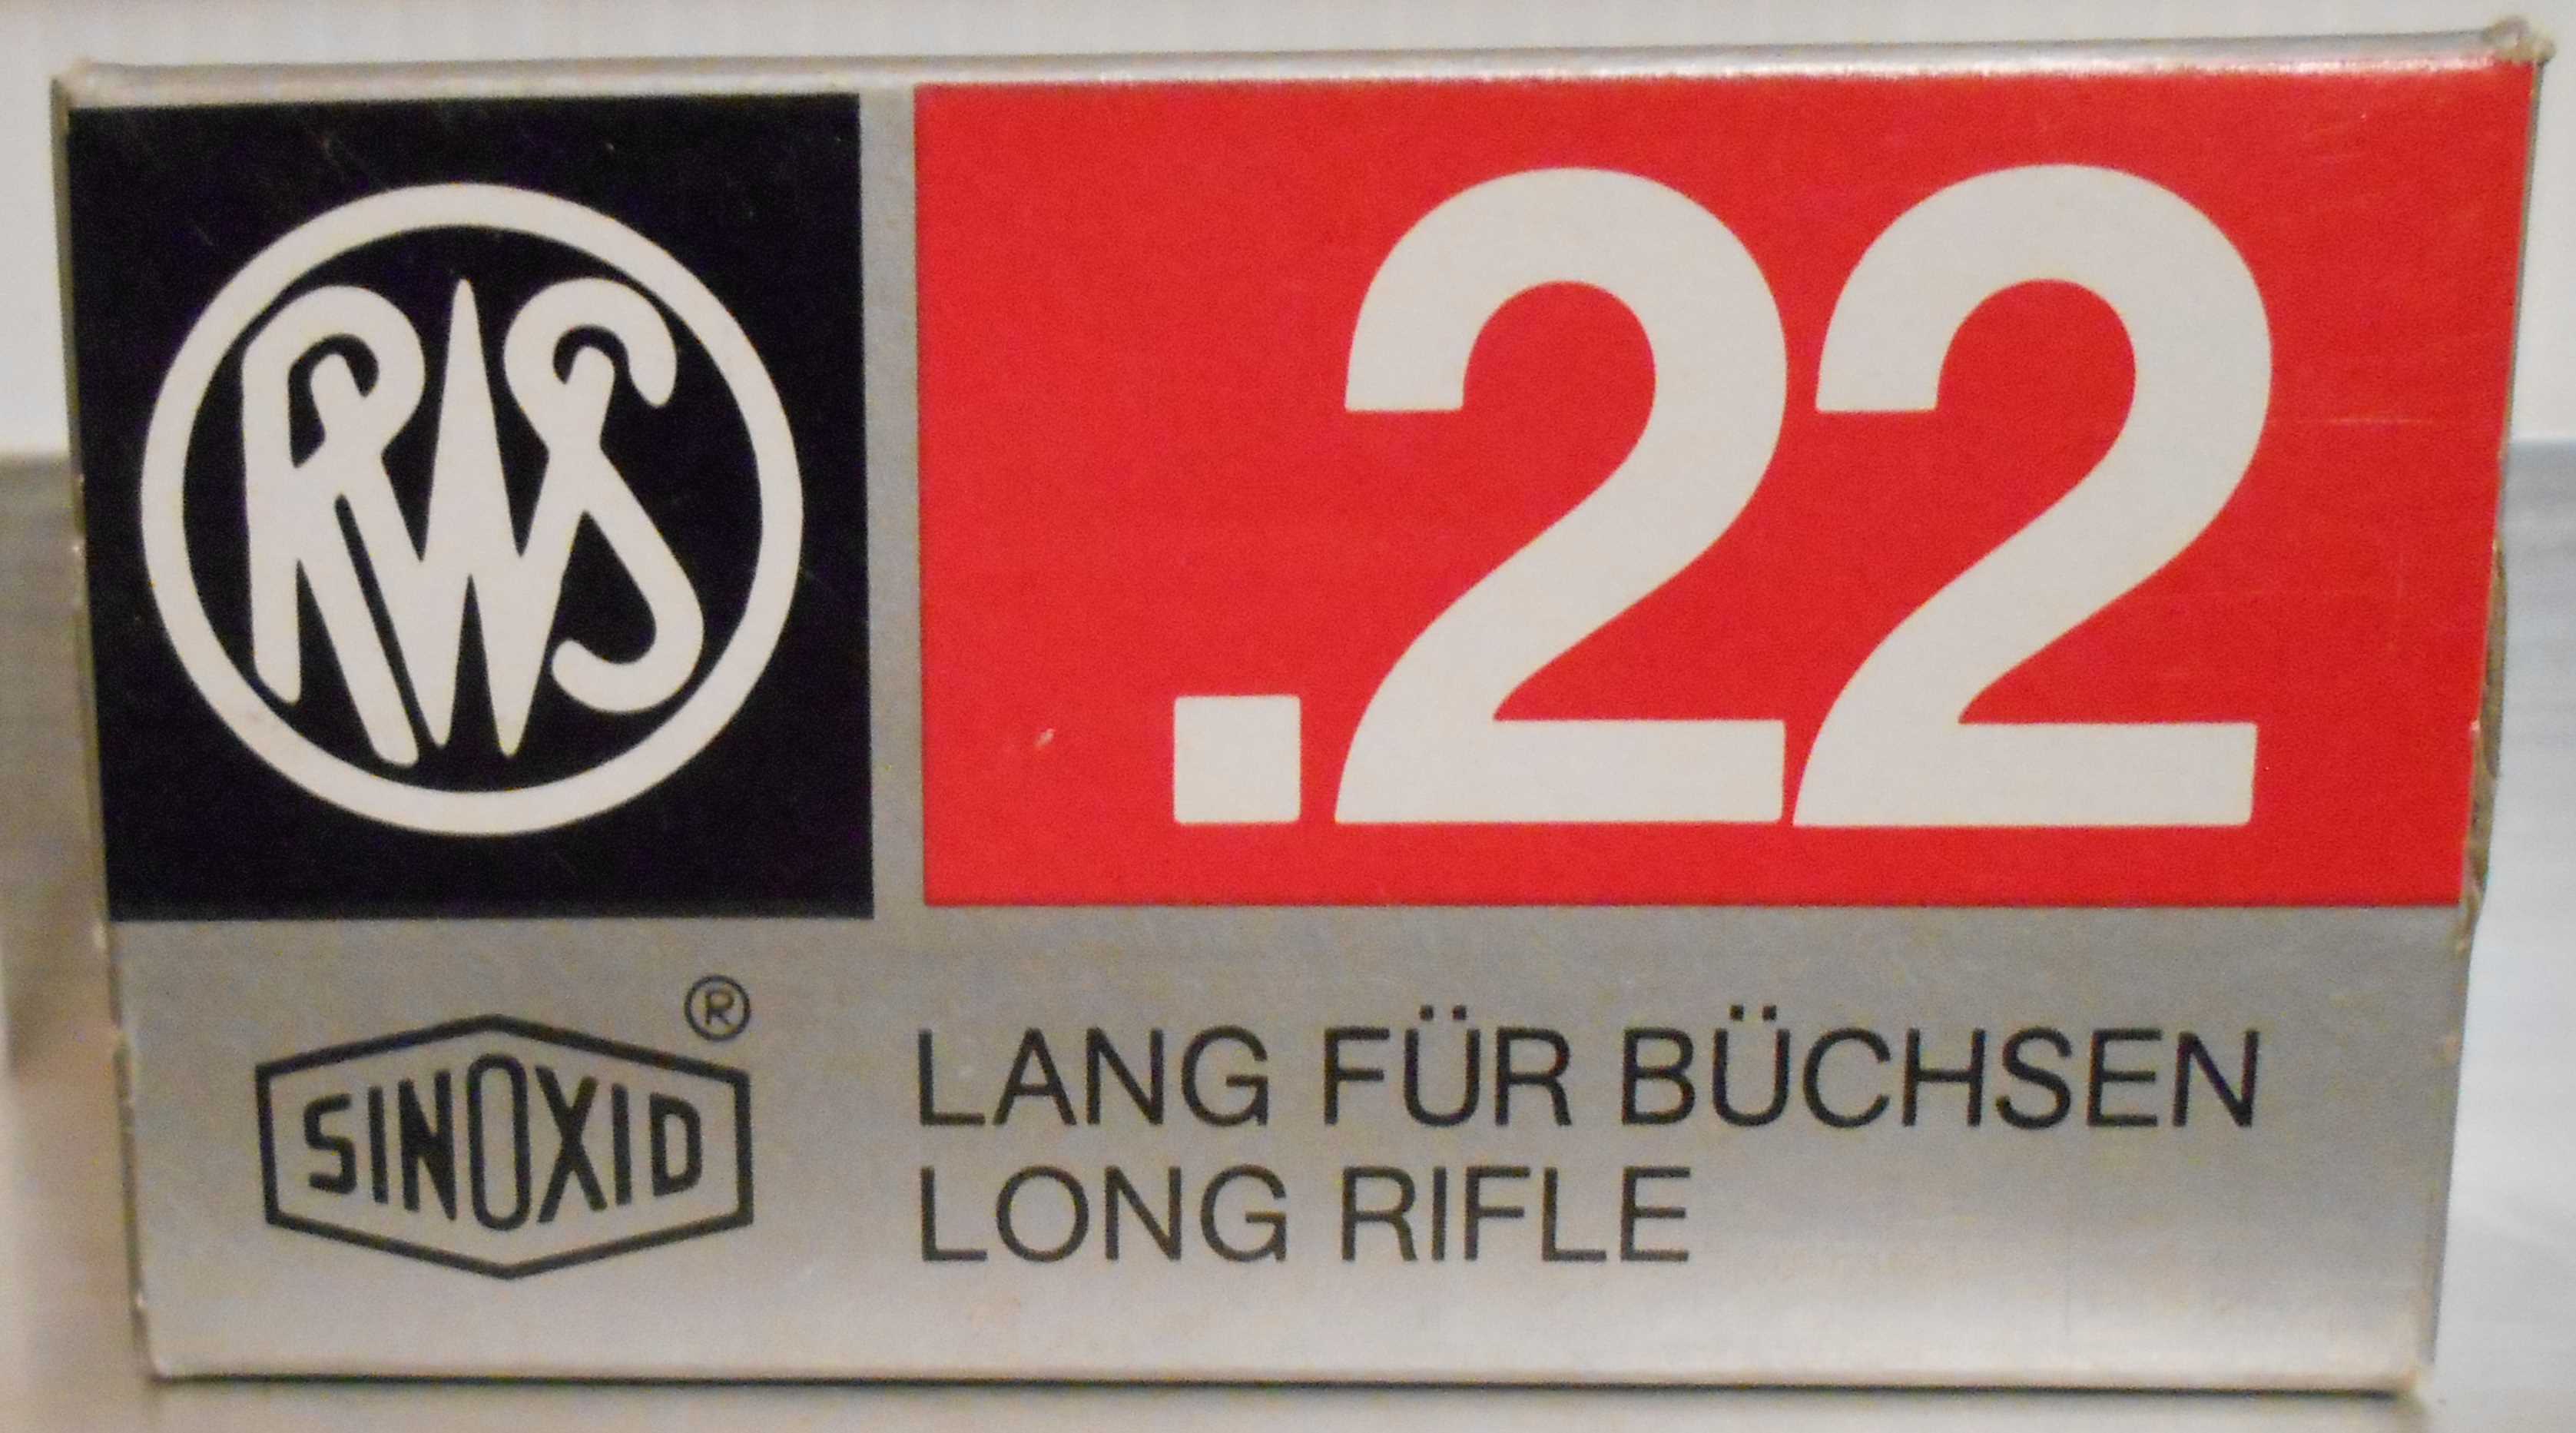 RWS
.22
SINOXID®
LANG FÜR BÜCHSEN
LONG RIFLE